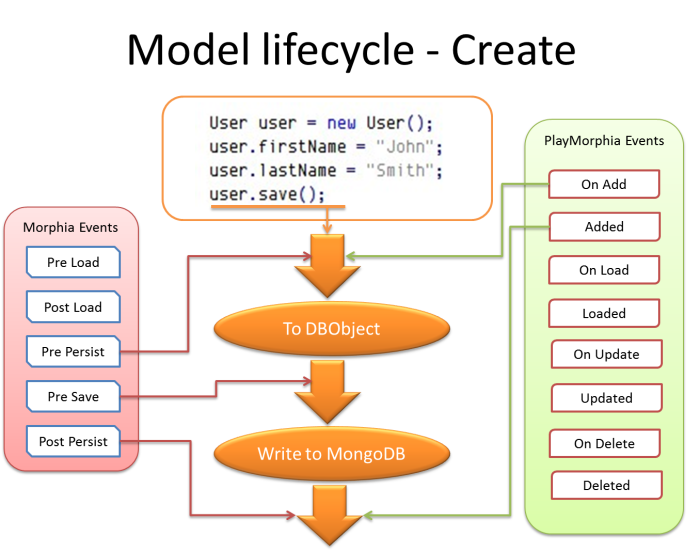 Model lifecycle - Create
User user = new User();
user.firstName = "John";
user.lastName = "Smith";
user.save();
Morphia Events
Pre Load
Post Load
Pre Persist
Pre Save
Post Persist
To DBObject
Write to MongoDB
PlayMorphia Events
On Add
Added
On Load
Loaded
On Update
Updated
On Delete
Deleted